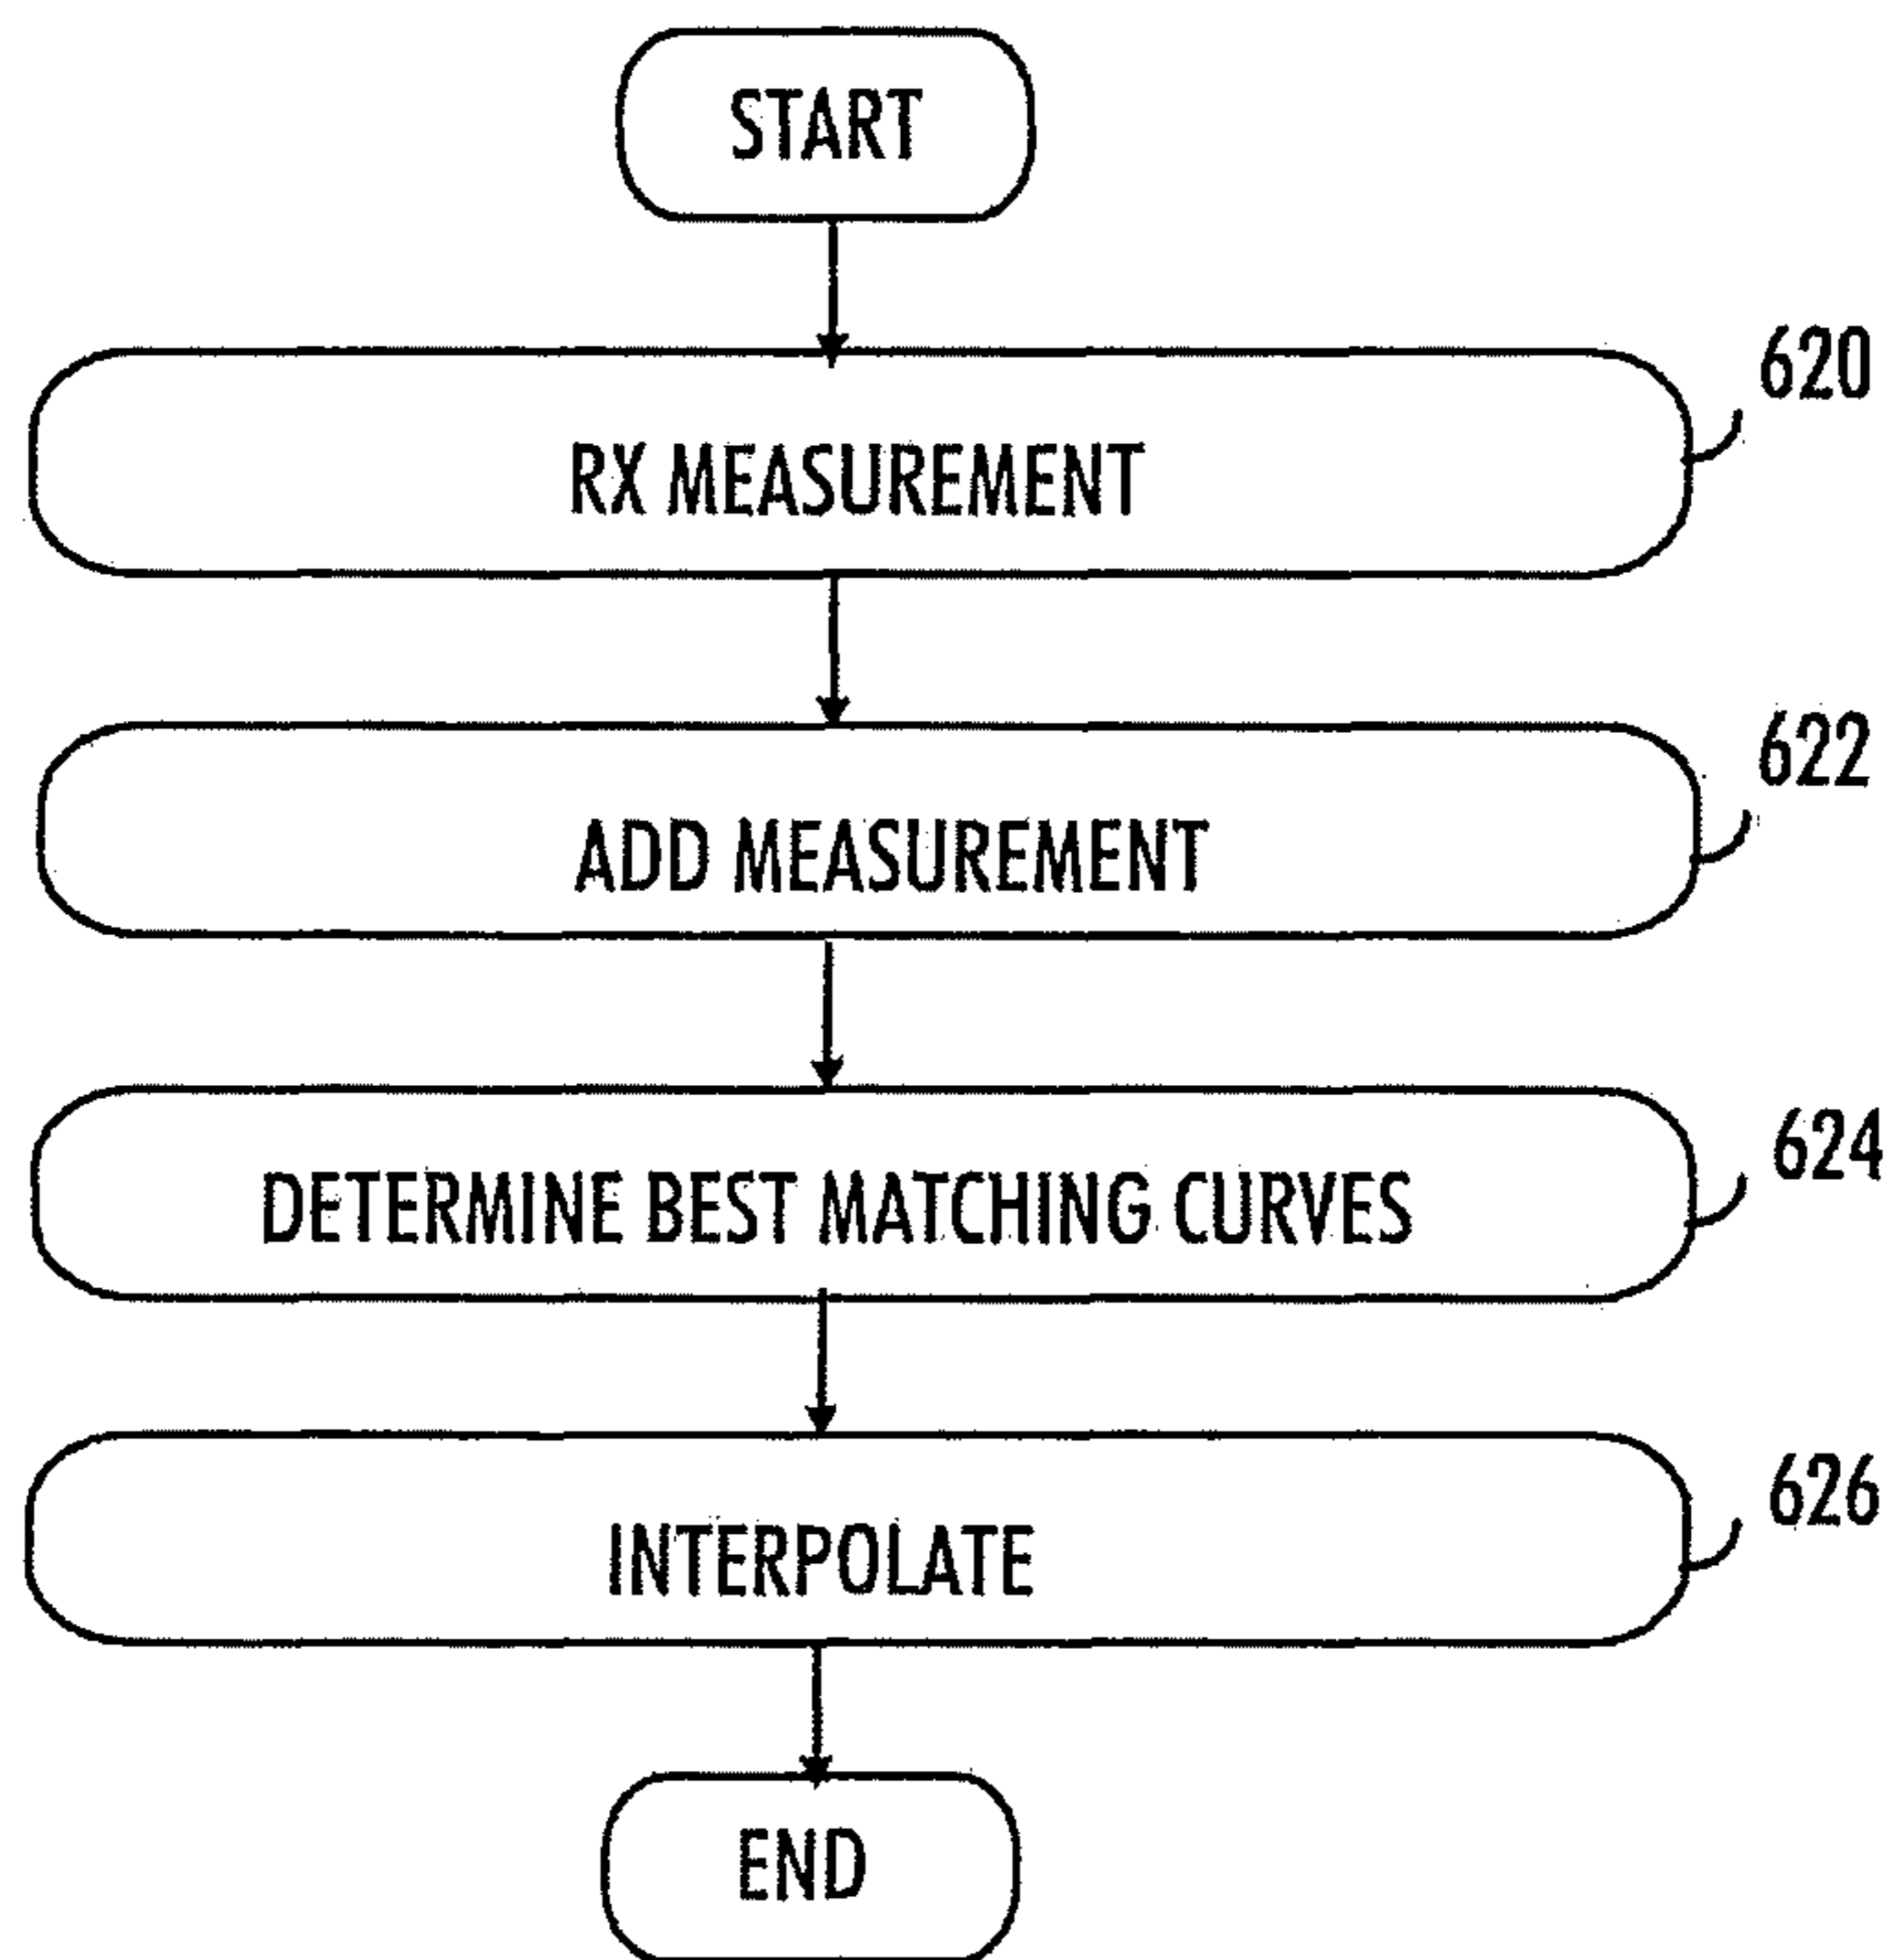 START
620
RX MEASUREMENT
622
ADD MEASUREMENT
624
DETERMINE BEST MATCHING CURVES
626
INTERPOLATE
END